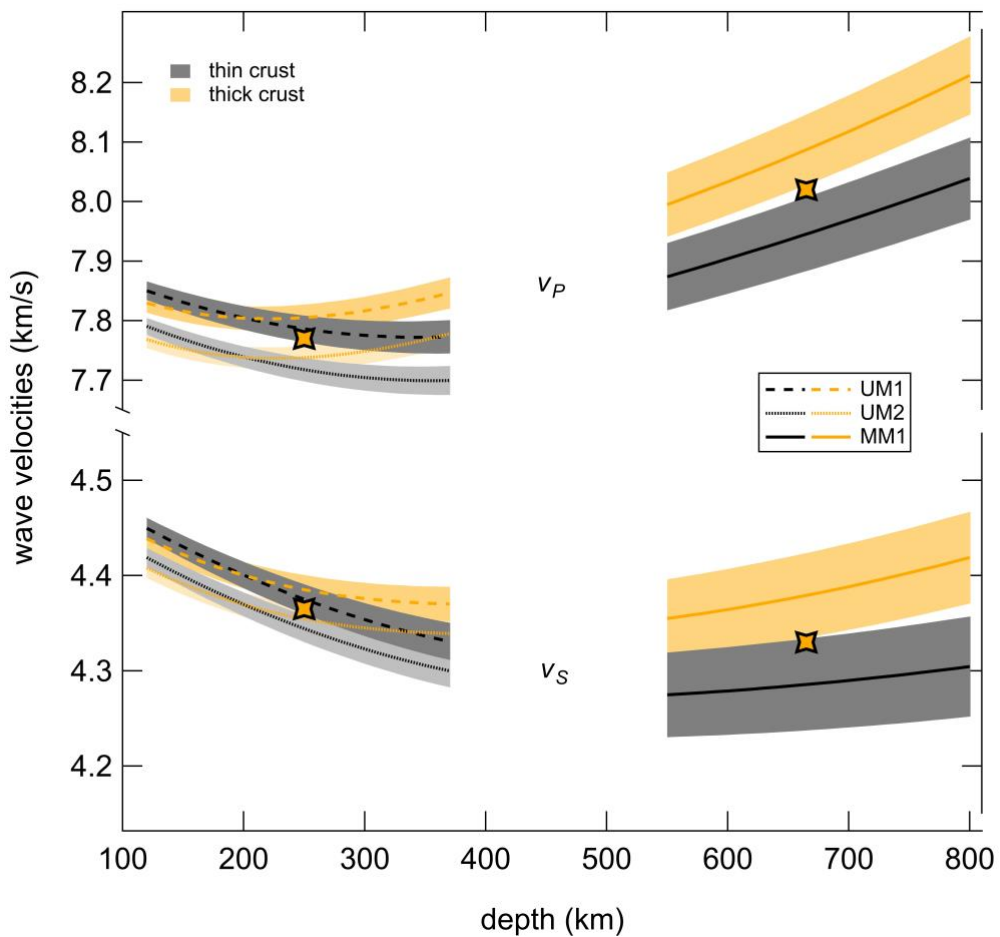 thin crust
thick crust
8.2
8.1
8.0
7.9
7.8
7.7
v_P
UM1
UM2
MM1
4.5
4.4
4.3
4.2
v_S
wave velocities (km/s)
100 200 300 400 500 600 700 800
depth (km)